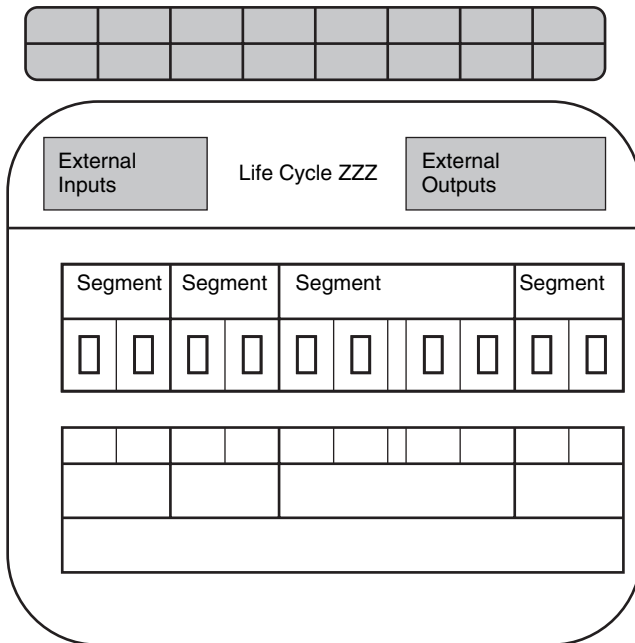 External
Inputs
Life Cycle ZZZ
External
Outputs
Segment Segment Segment Segment